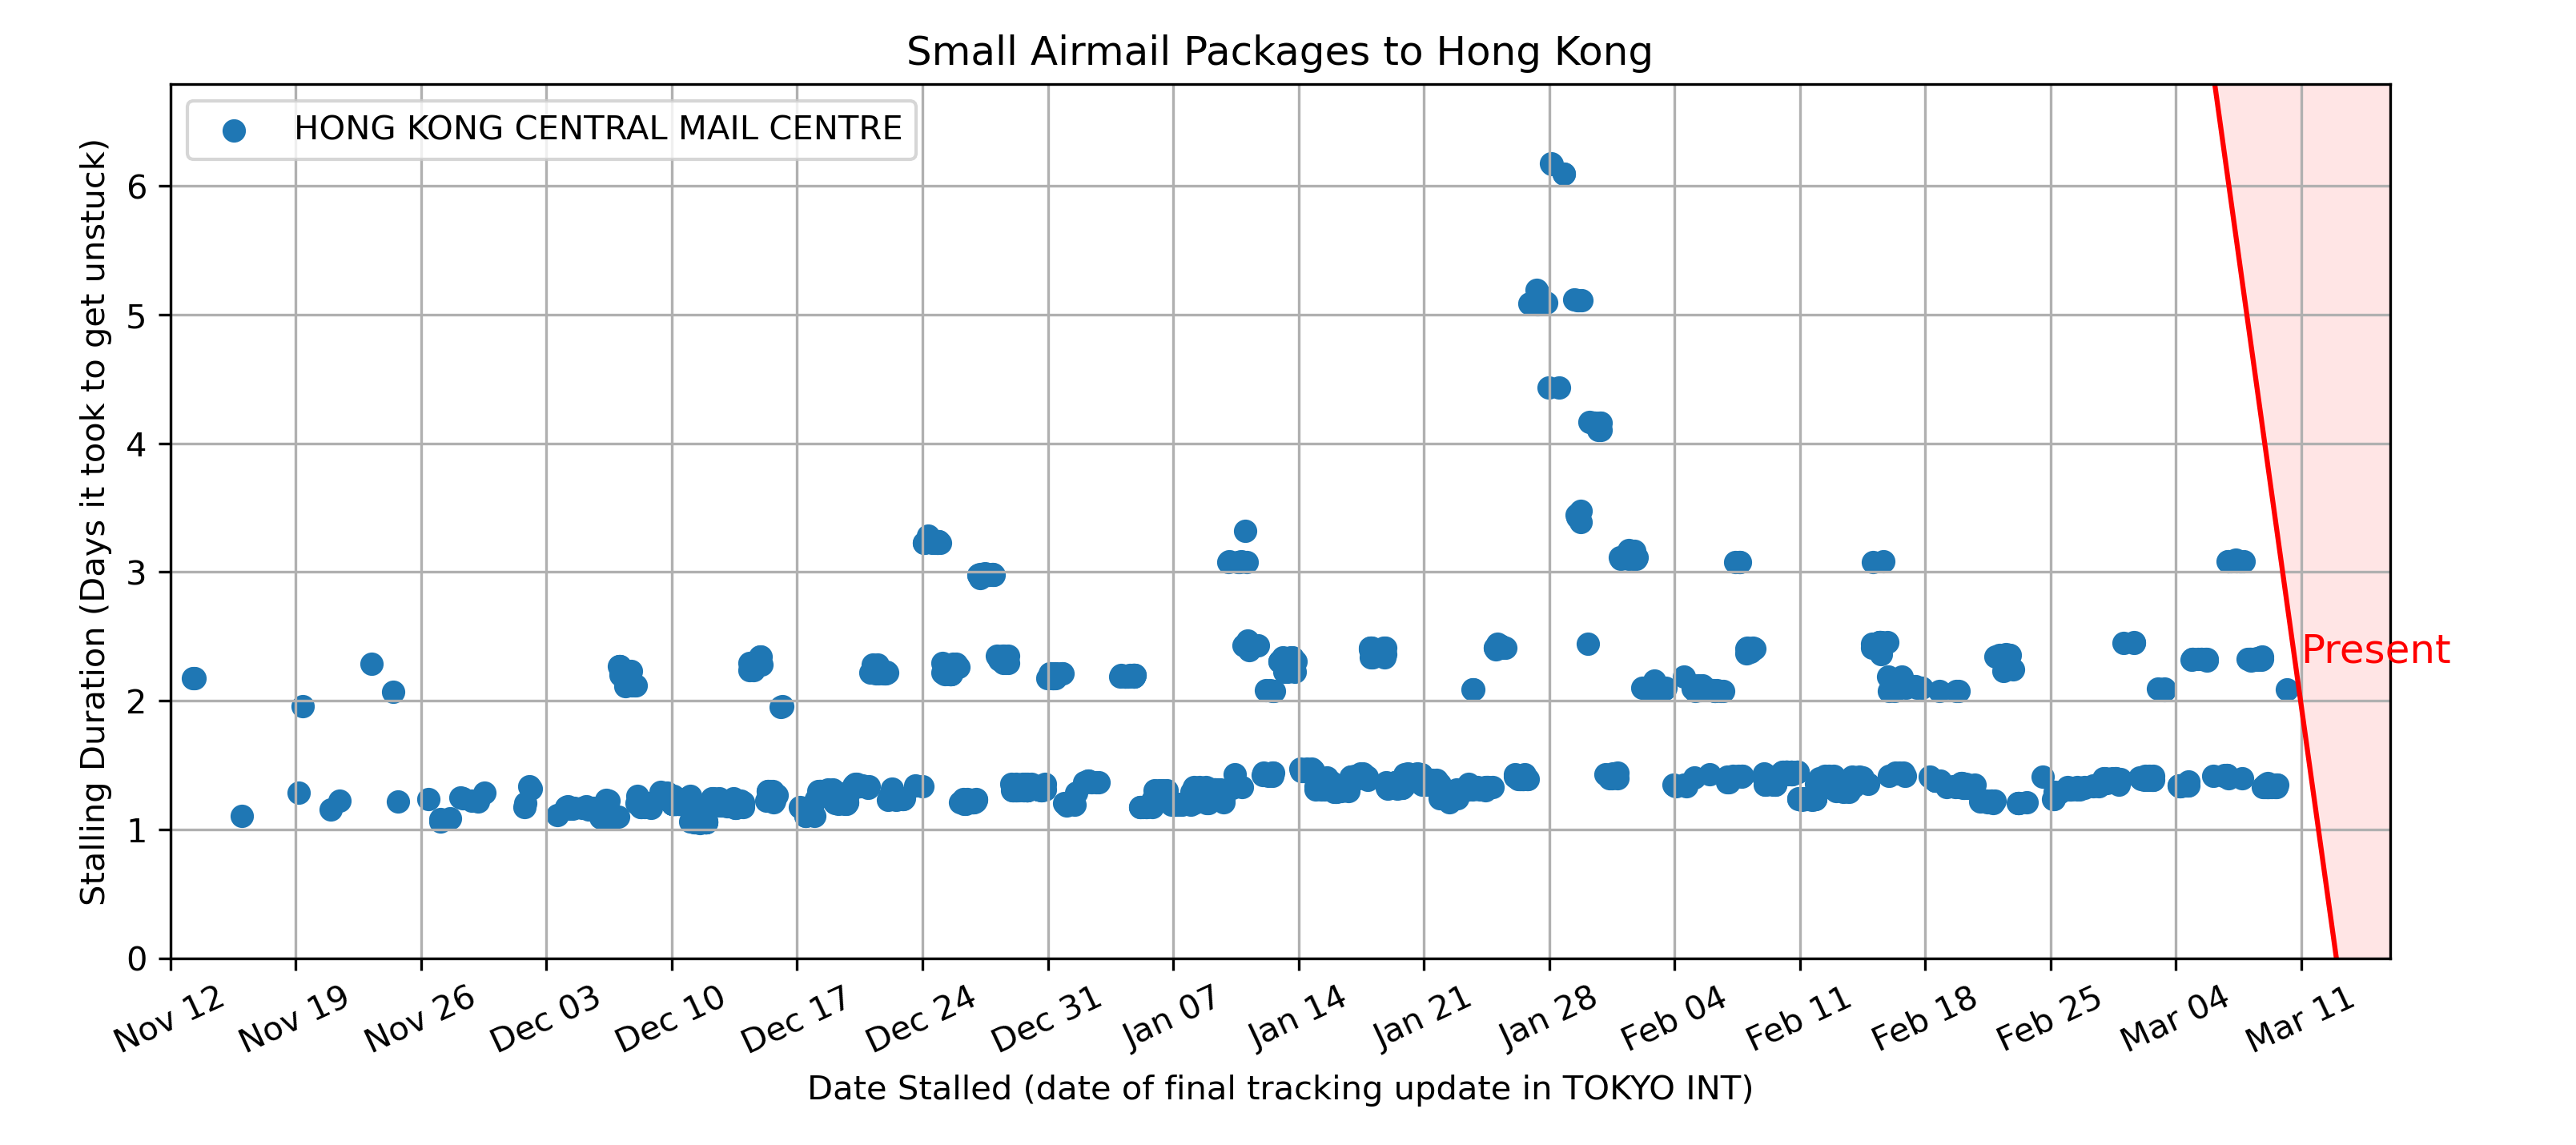 Small Airmail Packages to Hong Kong
HONG KONG CENTRAL MAIL CENTRE
Stalling Duration (Days it took to get unstuck)
6
5
4
3
2
1
0
Present
Nov 12
Nov 19
Nov 26
Dec 03
Dec 10
Dec 17
Dec 24
Dec 31
Jan 07
Jan 14
Jan 21
Jan 28
Feb 04
Feb 11
Feb 18
Feb 25
Mar 04
Mar 11
Date Stalled (date of final tracking update in TOKYO INT)